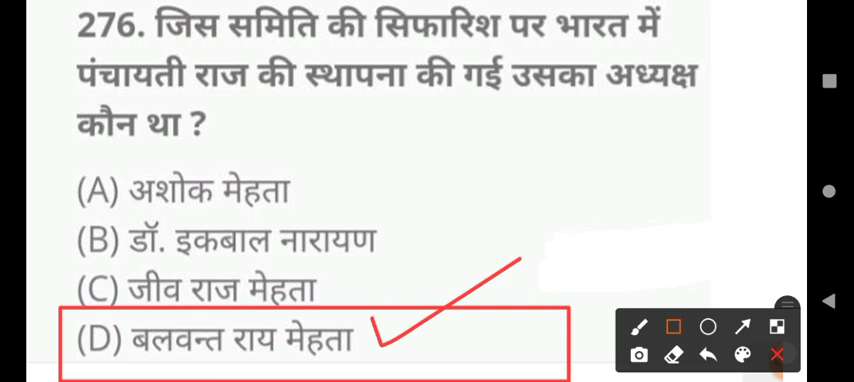 276. जिस समिति की सिफारिश पर भारत में
पंचायती राज की स्थापना की गई उसका अध्यक्ष
कौन था ?
(A) अशोक मेहता
(B) डॉ. इकबाल नारायण
(C) जीव राज मेहता
(D) बलवन्त राय मेहता